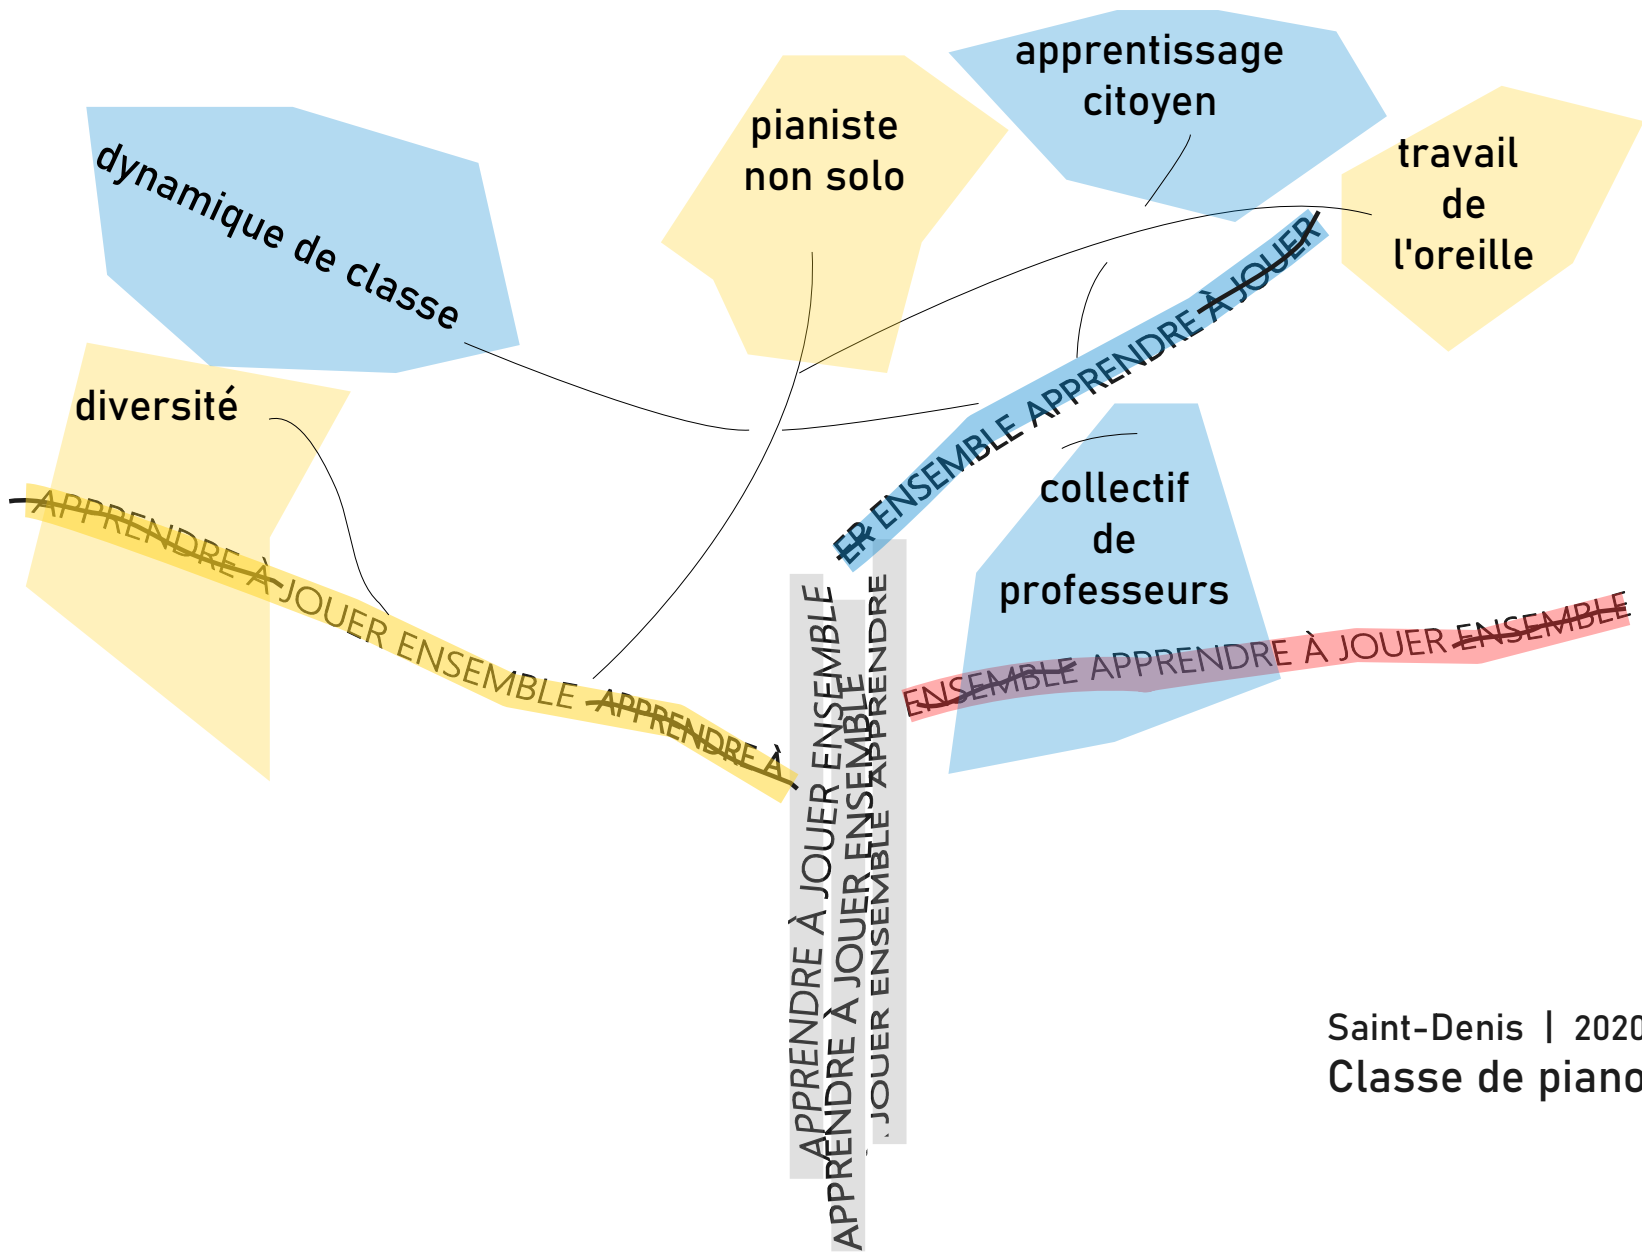 apprentissage
citoyen
pianiste
non solo
travail
de
l'oreille
dynamique de classe
diversité
ER ENSEMBLE APPRENDRE À JOUER
collectif
de
professeurs
APPRENDRE À JOUER ENSEMBLE APPRENDRE À
ENSEMBLE APPRENDRE À JOUER ENSEMBLE
APPRENDRE À JOUER ENSEMBLE
APPRENDRE À JOUER ENSEMBLE
JOUER ENSEMBLE APPRENDRE
Saint-Denis | 2020
Classe de piano